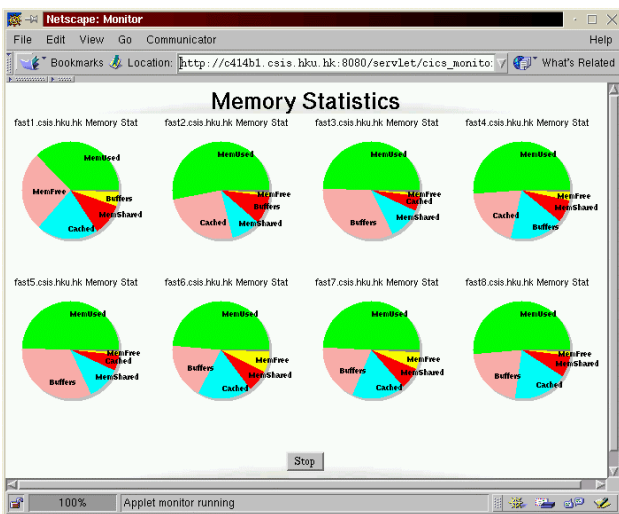 Netscape: Monitor
File Edit View Go Communicator Help
Bookmarks Location: http://c414b1.csis.hku.hk:8080/servlet/cics_monito What's Related
Memory Statistics
fast1.csis.hku.hk Memory Stat fast2.csis.hku.hk Memory Stat fast3.csis.hku.hk Memory Stat fast4.csis.hku.hk Memory Stat
MemUsed MemUsed MemUsed MemUsed
MemFree Buffers MemFree MemFree MemFree
MemShared Buffers Cached MemShared
Cached Cached MemShared Buffers MemShared Cached Buffers
fast5.csis.hku.hk Memory Stat fast6.csis.hku.hk Memory Stat fast7.csis.hku.hk Memory Stat fast8.csis.hku.hk Memory Stat
MemUsed MemUsed MemUsed MemUsed
MemFree MemFree MemFree MemFree
Cached Buffers MemShared Buffers MemShared Buffers MemShared
Buffers MemShared Cached Cached Cached
Stop
100% Applet monitor running